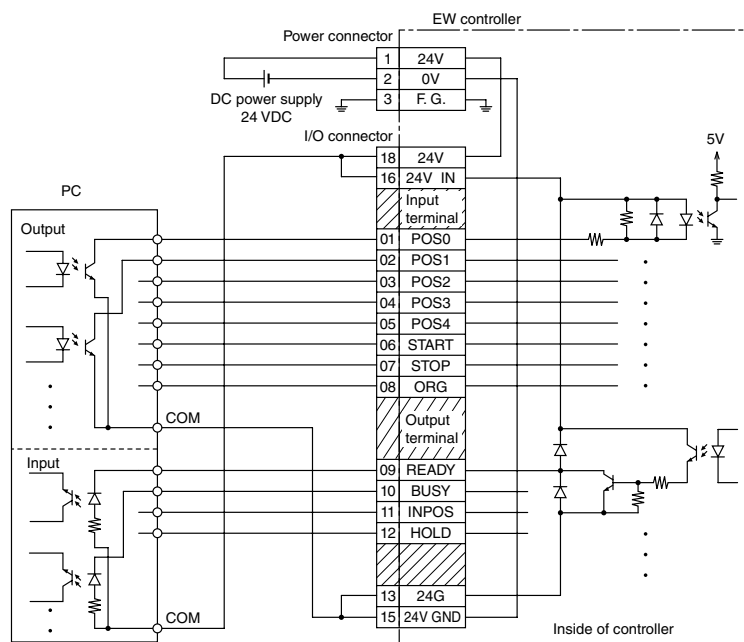 EW controller
Power connector
1 24V
2 0V
3 F. G.
DC power supply
24 VDC
I/O connector
18 24V
16 24V IN
5V
PC
Input
terminal
Output
01 POS0
02 POS1
03 POS2
04 POS3
05 POS4
06 START
07 STOP
08 ORG
COM
Output
terminal
Input
09 READY
10 BUSY
11 INPOS
12 HOLD
13 24G
COM
15 24V GND
Inside of controller